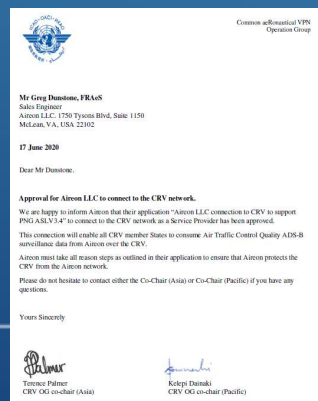 ICAO · OACI · ИКАО
Common aeRonautical VPN
Operation Group
Mr Greg Dunstone, FRAeS
Sales Engineer
Aireon LLC. 1750 Tysons Blvd, Suite 1150
McLean, VA, USA 22102
17 June 2020
Dear Mr Dunstone.
Approval for Aireon LLC to connect to the CRV network.
We are happy to inform Aireon that their application "Aireon LLC connection to CRV to support
PNG ASLV3.4" to connect to the CRV network as a Service Provider has been approved.
This connection will enable all CRV member States to consume Air Traffic Control Quality ADS-B
surveillance data from Aireon over the CRV.
Aireon must take all reason steps as outlined in their application to ensure that Aireon protects the
CRV from the Aireon network.
Please do not hesitate to contact either the Co-Chair (Asia) or Co-Chair (Pacific) if you have any
questions.
Yours Sincerely
Terence Palmer
CRV OG co-chair (Asia)
Kelepi Dainaki
CRV OG co-chair (Pacific)